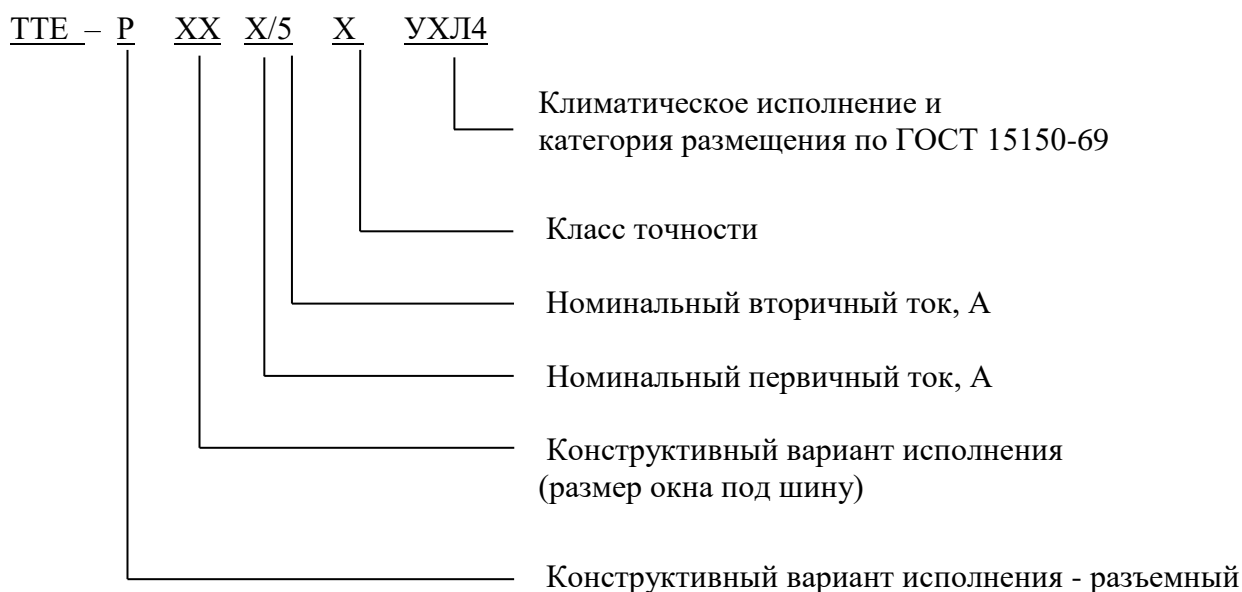 ТТЕ – Р ХХ Х/5 Х УХЛ4
Климатическое исполнение и
категория размещения по ГОСТ 15150-69
Класс точности
Номинальный вторичный ток, А
Номинальный первичный ток, А
Конструктивный вариант исполнения
(размер окна под шину)
Конструктивный вариант исполнения - разъемный